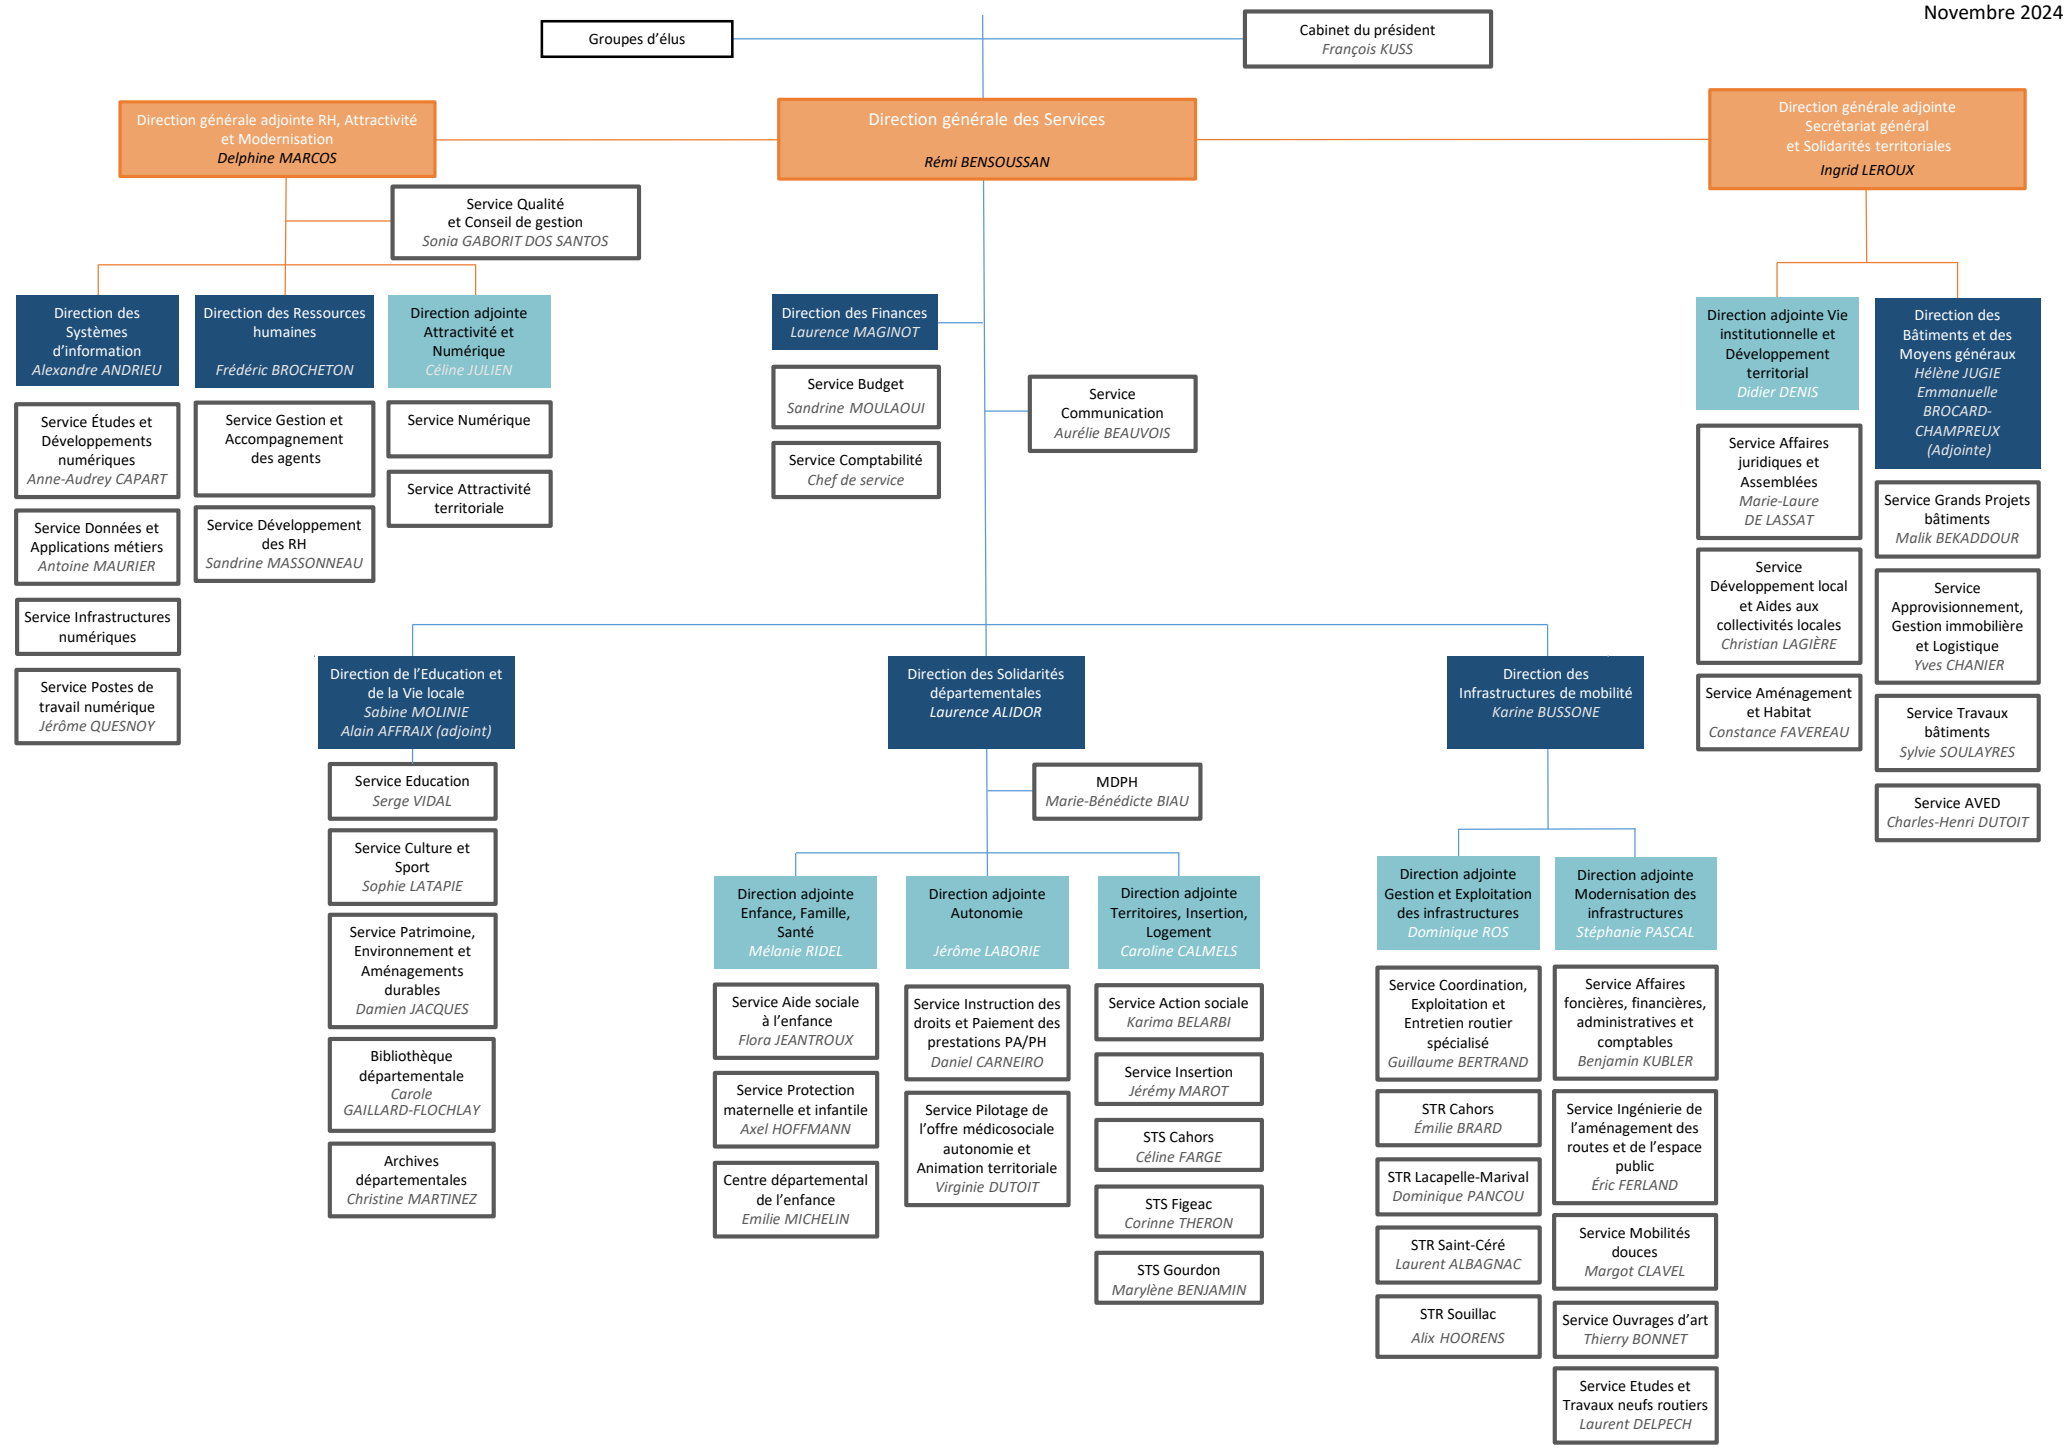 Novembre 2024
Groupes d'élus
Cabinet du président
François KUSS
Direction générale adjointe RH, Attractivité
et Modernisation
Delphine MARCOS
Direction générale des Services
Rémi BENSOUSSAN
Direction générale adjointe
Secrétariat général
et Solidarités territoriales
Ingrid LEROUX
Service Qualité
et Conseil de gestion
Sonia GABORIT DOS SANTOS
Direction des
Systèmes
d'information
Alexandre ANDRIEU
Service Études et
Développements
numériques
Anne-Audrey CAPART
Service Données et
Applications métiers
Antoine MAURIER
Service Infrastructures
numériques
Service Postes de
travail numérique
Jérôme QUESNOY
Direction des Ressources
humaines
Frédéric BROCHETON
Service Gestion et
Accompagnement
des agents
Service Développement
des RH
Sandrine MASSONNEAU
Direction adjointe
Attractivité et
Numérique
Céline JULIEN
Service Numérique
Service Attractivité
territoriale
Direction des Finances
Laurence MAGINOT
Service Budget
Sandrine MOULAOUI
Service Comptabilité
Chef de service
Service
Communication
Aurélie BEAUVOIS
Direction adjointe Vie
institutionnelle et
Développement
territorial
Didier DENIS
Service Affaires
juridiques et
Assemblées
Marie-Laure
DE LASSAT
Service
Développement local
et Aides aux
collectivités locales
Christian LAGIÈRE
Service Aménagement
et Habitat
Constance FAVEREAU
Direction des
Bâtiments et des
Moyens généraux
Hélène JUGIE
Emmanuelle
BROCARD-
CHAMPREUX
(Adjointe)
Service Grands Projets
bâtiments
Malik BEKADDOUR
Service
Approvisionnement,
Gestion immobilière
et Logistique
Yves CHANIER
Service Travaux
bâtiments
Sylvie SOULAYRES
Service AVED
Charles-Henri DUTOIT
Direction de l'Education et
de la Vie locale
Sabine MOLINIE
Alain AFFRAIX (adjoint)
Service Education
Serge VIDAL
Service Culture et
Sport
Sophie LATAPIE
Service Patrimoine,
Environnement et
Aménagements
durables
Damien JACQUES
Bibliothèque
départementale
Carole
GAILLARD-FLOCHLAY
Archives
départementales
Christine MARTINEZ
Direction des Solidarités
départementales
Laurence ALIDOR
MDPH
Marie-Bénédicte BIAU
Direction adjointe
Enfance, Famille,
Santé
Mélanie RIDEL
Service Aide sociale
à l'enfance
Flora JEANTROUX
Service Protection
maternelle et infantile
Axel HOFFMANN
Centre départemental
de l'enfance
Emilie MICHELIN
Direction adjointe
Autonomie
Jérôme LABORIE
Service Instruction des
droits et Paiement des
prestations PA/PH
Daniel CARNEIRO
Service Pilotage de
l'offre médicosociale
autonomie et
Animation territoriale
Virginie DUTOIT
Direction adjointe
Territoires, Insertion,
Logement
Caroline CALMELS
Service Action sociale
Karima BELARBI
Service Insertion
Jérémy MAROT
STS Cahors
Céline FARGE
STS Figeac
Corinne THERON
STS Gourdon
Marylène BENJAMIN
Direction des
Infrastructures de mobilité
Karine BUSSONE
Direction adjointe
Gestion et Exploitation
des infrastructures
Dominique ROS
Service Coordination,
Exploitation et
Entretien routier
spécialisé
Guillaume BERTRAND
STR Cahors
Émilie BRARD
STR Lacapelle-Marival
Dominique PANCOU
STR Saint-Céré
Laurent ALBAGNAC
STR Souillac
Alix HOORENS
Direction adjointe
Modernisation des
infrastructures
Stéphanie PASCAL
Service Affaires
foncières, financières,
administratives et
comptables
Benjamin KUBLER
Service Ingénierie de
l'aménagement des
routes et de l'espace
public
Éric FERLAND
Service Mobilités
douces
Margot CLAVEL
Service Ouvrages d'art
Thierry BONNET
Service Etudes et
Travaux neufs routiers
Laurent DELPECH